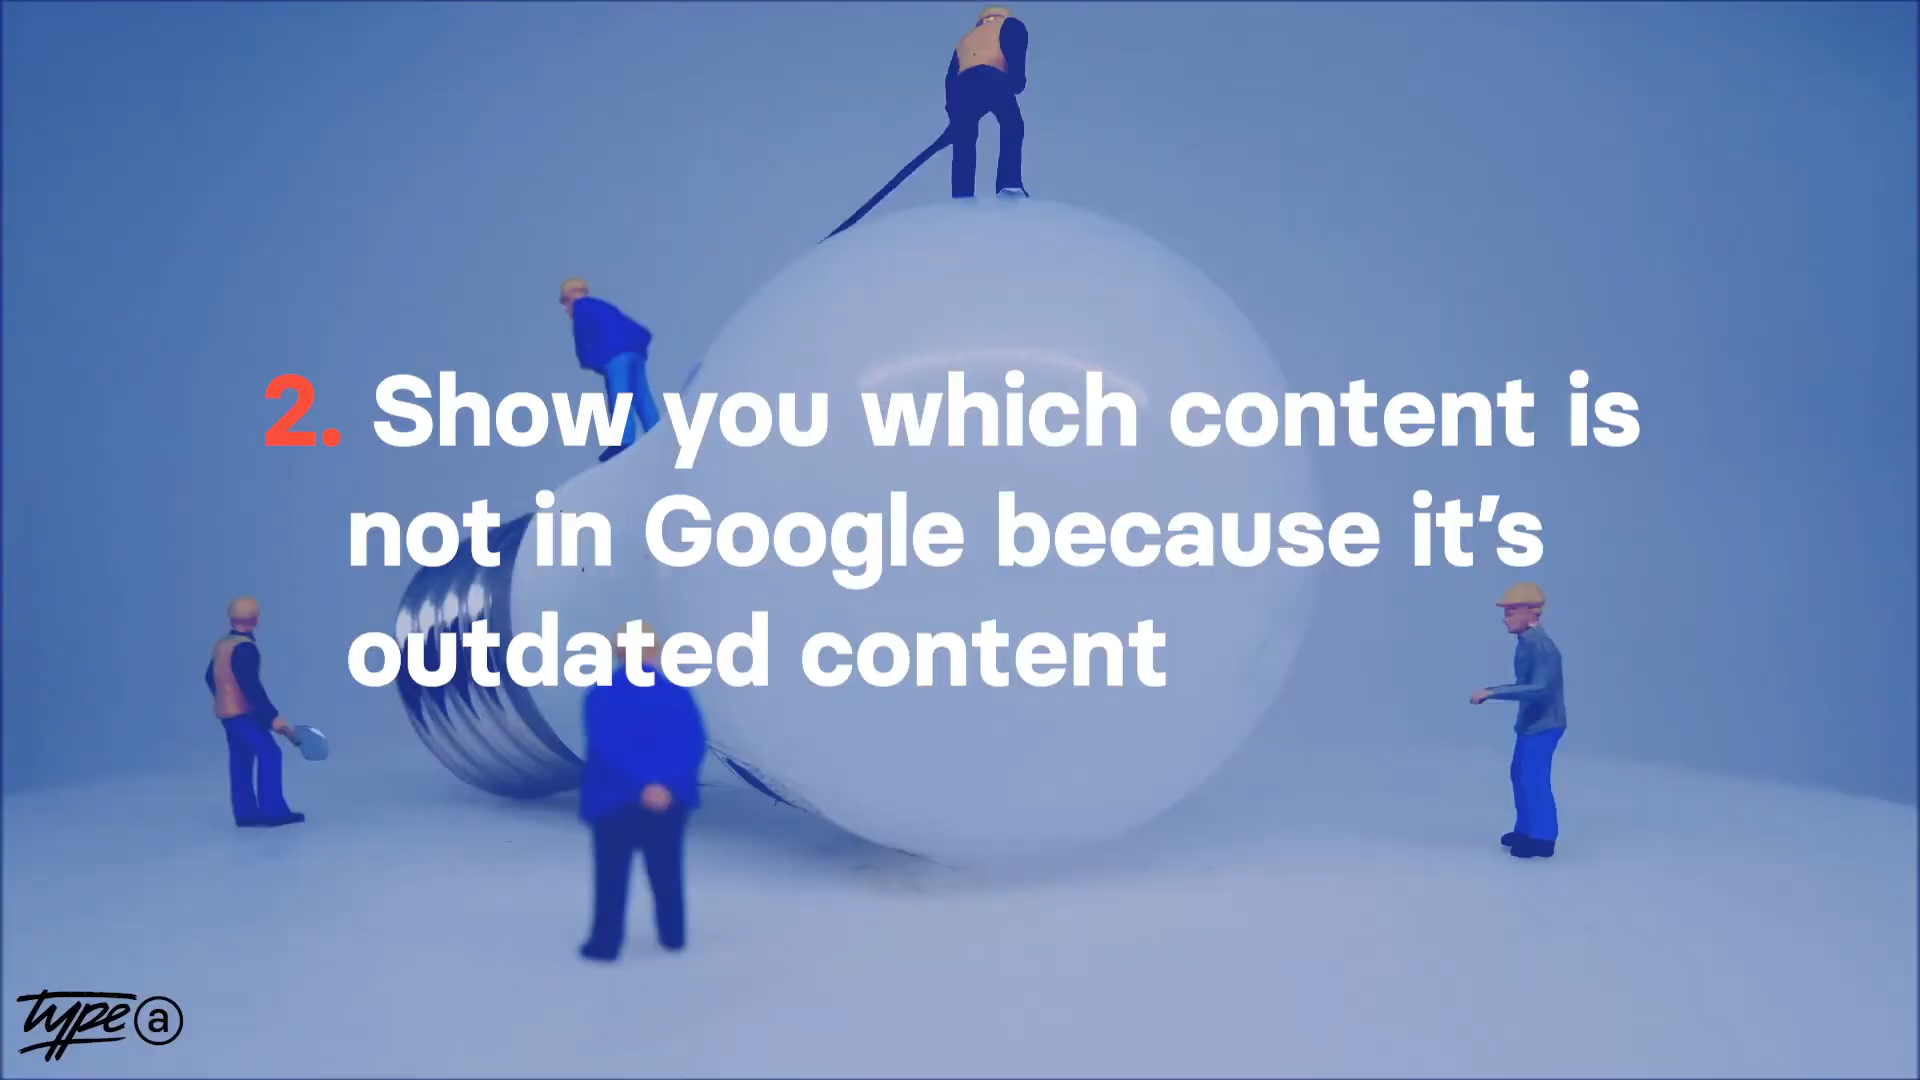 2. Show you which content is
not in Google because it’s
outdated content
type a